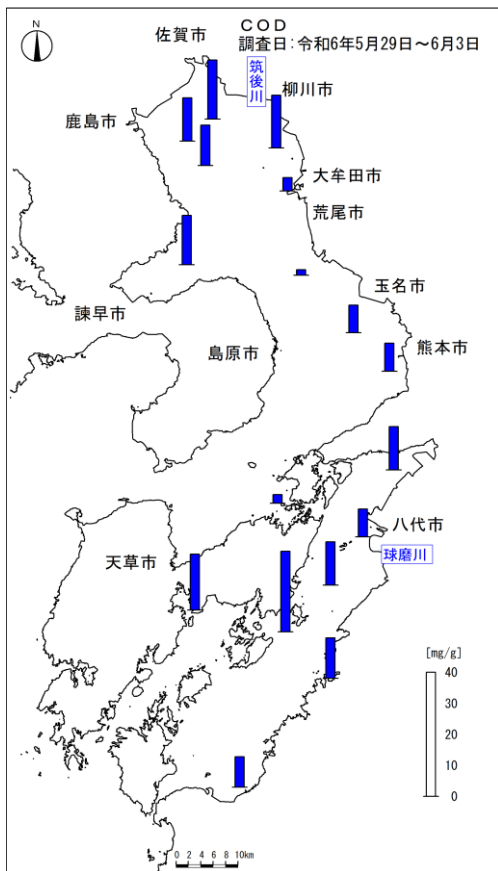 COD
調査日:令和6年5月29日~6月3日
N
佐賀市
筑後川
柳川市
鹿島市
大牟田市
荒尾市
玉名市
諫早市
島原市
熊本市
八代市
天草市
球磨川
[mg/g]
40
30
20
10
0
0 2 4 6 8 10km